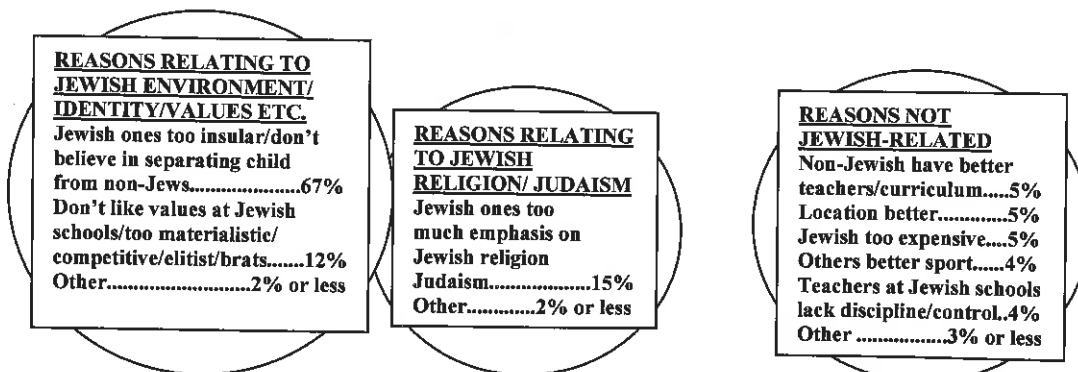 REASONS RELATING TO
JEWISH ENVIRONMENT/
IDENTITY/VALUES ETC.
Jewish ones too insular/don't
believe in separating child
from non-Jews.....................67%
Don't like values at Jewish
schools/too materialistic/
competitive/elitist/brats.......12%
Other...........................2% or less
REASONS RELATING
TO JEWISH
RELIGION/ JUDAISM
Jewish ones too
much emphasis on
Jewish religion
Judaism....................15%
Other.............2% or less
REASONS NOT
JEWISH-RELATED
Non-Jewish have better
teachers/curriculum.....5%
Location better............5%
Jewish too expensive....5%
Others better sport......4%
Teachers at Jewish schools
lack discipline/control..4%
Other ..................3% or less